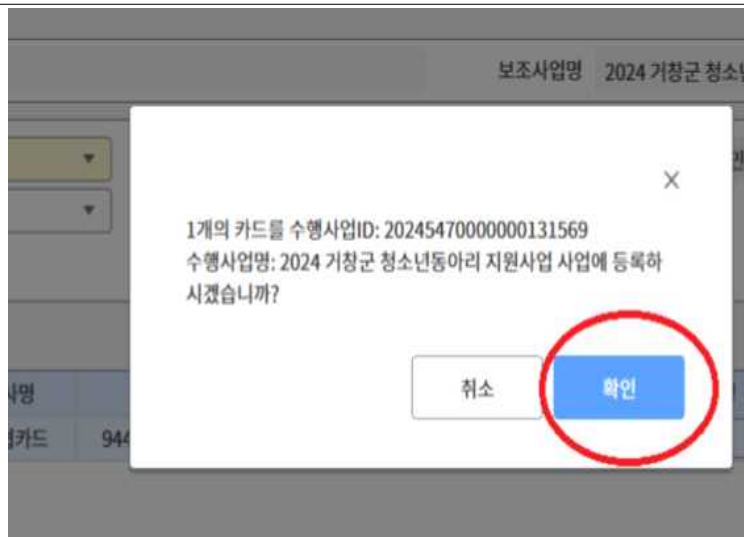 보조사업명 2024 거창군 청소년
1개의 카드를 수행사업ID: 20245470000000131569
수행사업명: 2024 거창군 청소년동아리 지원사업 사업에 등록하
시겠습니까?
취소 확인
사명
카드 944